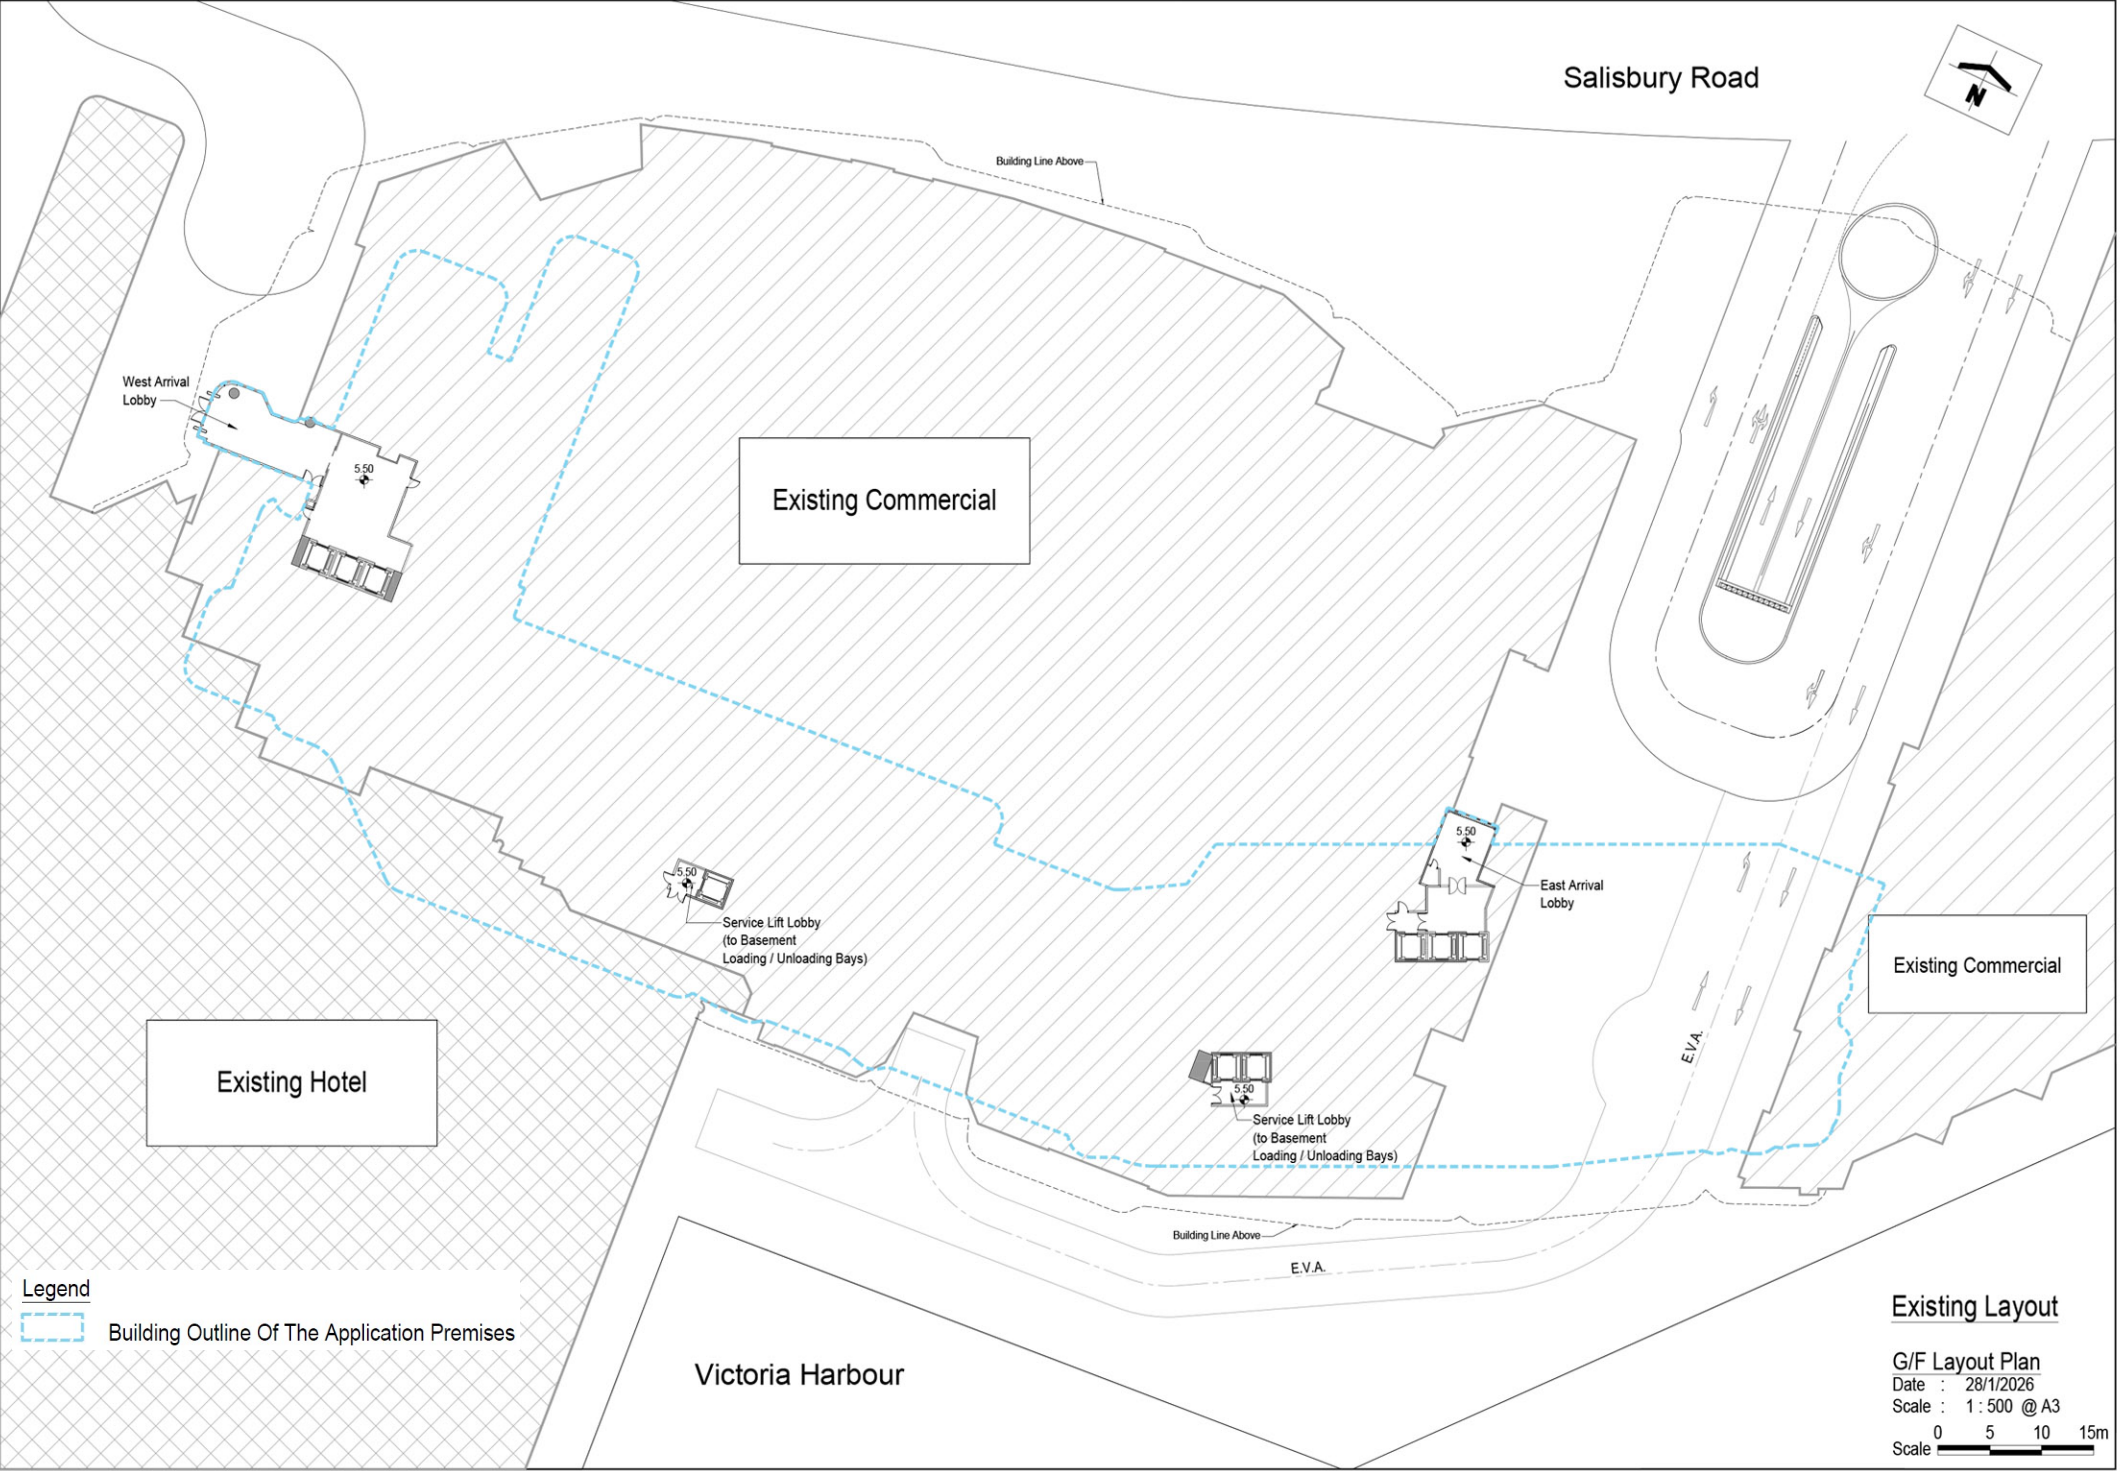 Salisbury Road
N
Building Line Above
West Arrival
Lobby
5.50
Existing Commercial
5.50
East Arrival
Lobby
5.50
Service Lift Lobby
(to Basement
Loading / Unloading Bays)
Existing Commercial
E.V.A.
Existing Hotel
5.50
Service Lift Lobby
(to Basement
Loading / Unloading Bays)
Building Line Above
E.V.A.
Legend
Building Outline Of The Application Premises
Victoria Harbour
Existing Layout
G/F Layout Plan
Date : 28/1/2026
Scale : 1 : 500 @ A3
0 5 10 15m
Scale